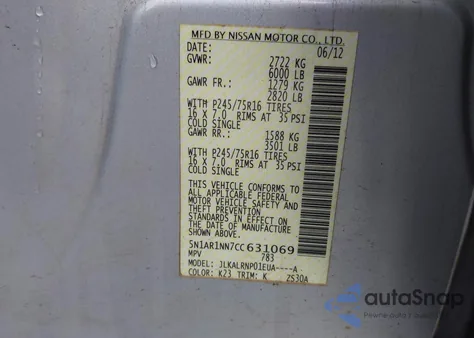 MFD BY NISSAN MOTOR CO., LTD.
DATE: 06/12
GVWR: 2722 KG
6000 LB
GAWR FR.: 1279 KG
2820 LB
WITH P245/75R16 TIRES
16 X 7.0 RIMS AT 35 PSI
COLD SINGLE
GAWR RR.: 1588 KG
3501 LB
WITH P245/75R16 TIRES
16 X 7.0 RIMS AT 35 PSI
COLD SINGLE
THIS VEHICLE CONFORMS TO
ALL APPLICABLE FEDERAL
MOTOR VEHICLE SAFETY AND
THEFT PREVENTION
STANDARDS IN EFFECT ON
THE DATE OF MANUFACTURE
SHOWN ABOVE.
5N1AR1NN7CC631069
MPV 783
MODEL: JLKALRNP01EUA----A
COLOR: K23 TRIM: K ZS30A
autoSnap